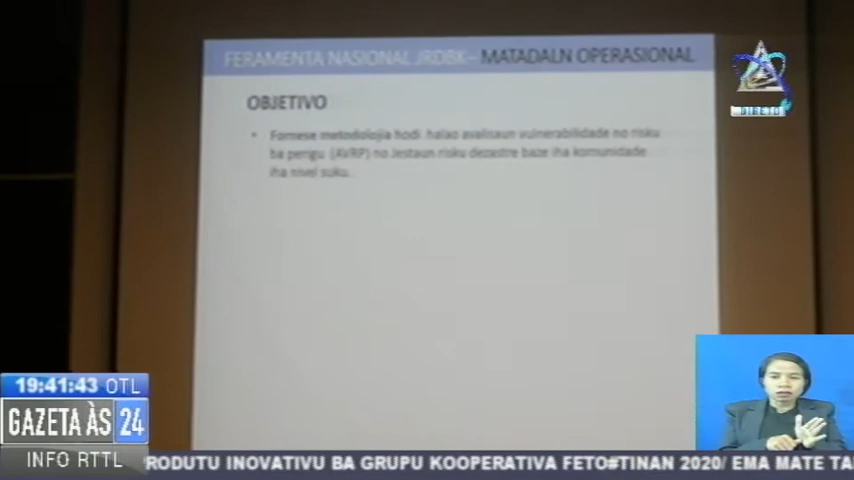 FERAMENTA NASIONAL JRDBK– MATADALN OPERASIONAL
OBJETIVO
• Fornese metodolojia hodi halao avalisaun vulnerabilidade no risku
ba perigu (AVRP) no Jestaun risku dezastre baze iha komunidade
iha nivel suku.
DIRETO
19:41:43 OTL
GAZETA ÀS 24
INFO RTTL
RODUTU INOVATIVU BA GRUPU KOOPERATIVA FETO#TINAN 2020/ EMA MATE TA